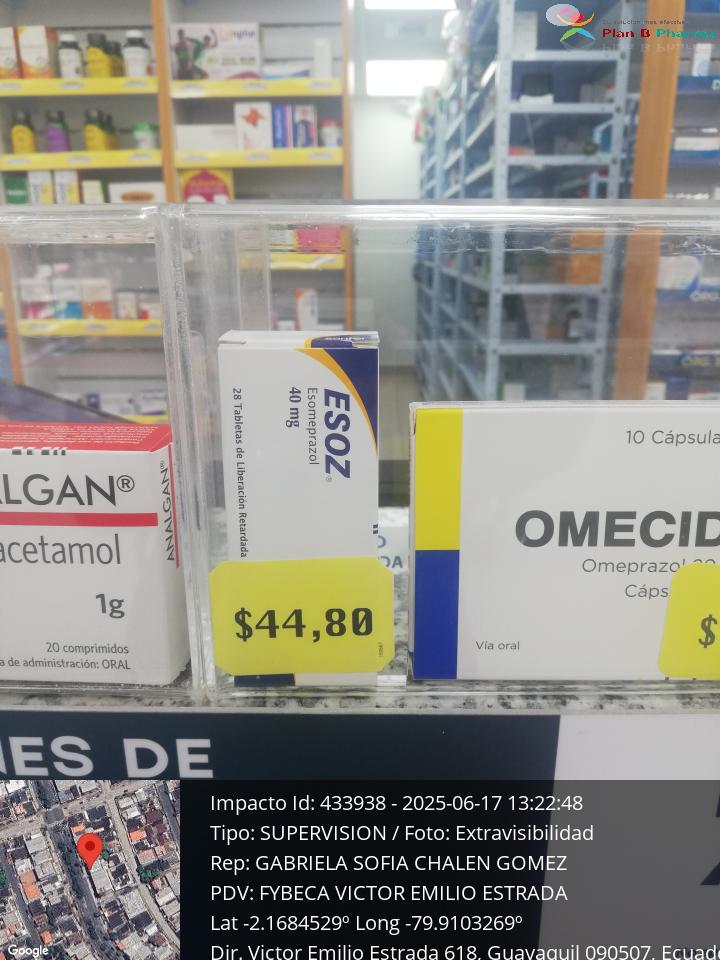 Plan B Pharma
ESOZ®
Esomeprazol
40 mg
28 Tabletas de Liberación Retardada
$44,80
ALGAN®
acetamol
1g
20 comprimidos
a de administración: ORAL
ANALGAN®
10 Cápsula
OMECID
Omeprazol
Cáps
Vía oral
$
NES DE
Impacto Id: 433938 - 2025-06-17 13:22:48
Tipo: SUPERVISION / Foto: Extravisibilidad
Rep: GABRIELA SOFIA CHALEN GOMEZ
PDV: FYBECA VICTOR EMILIO ESTRADA
Lat -2.1684529º Long -79.9103269º
Dir. Victor Emilio Estrada 618, Guayaquil 090507, Ecuado
Google